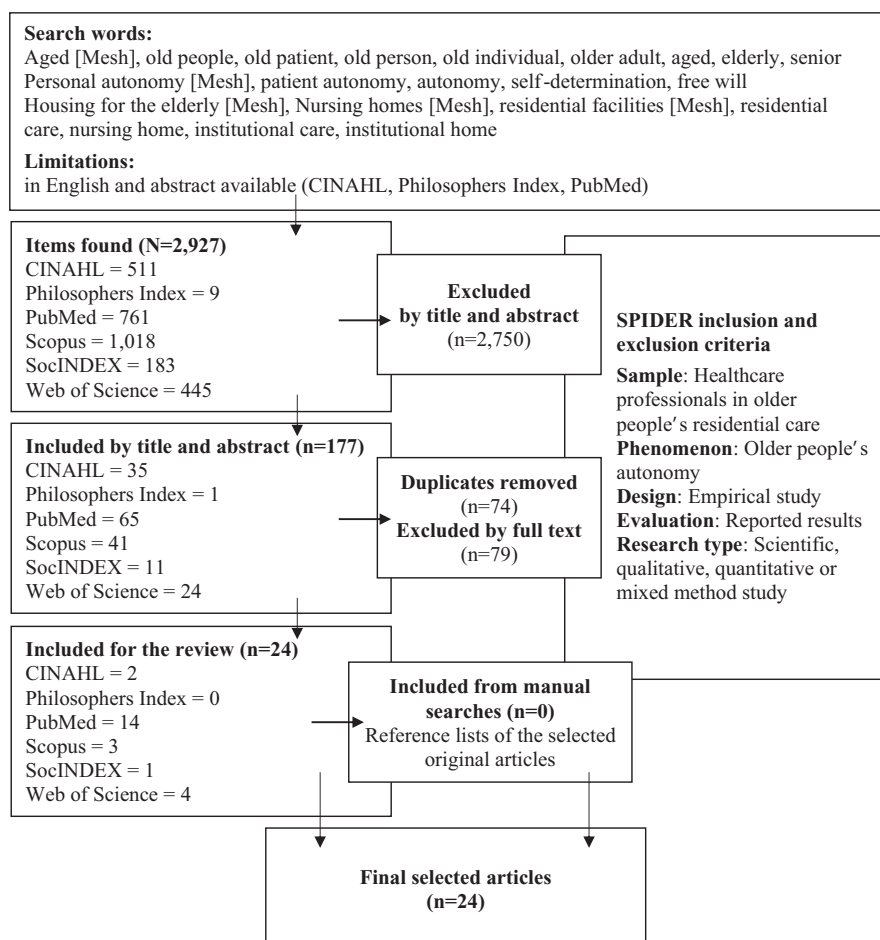 Search words:
Aged [Mesh], old people, old patient, old person, old individual, older adult, aged, elderly, senior
Personal autonomy [Mesh], patient autonomy, autonomy, self-determination, free will
Housing for the elderly [Mesh], Nursing homes [Mesh], residential facilities [Mesh], residential
care, nursing home, institutional care, institutional home
Limitations:
in English and abstract available (CINAHL, Philosophers Index, PubMed)
Items found (N=2,927)
CINAHL = 511
Philosophers Index = 9
PubMed = 761
Scopus = 1,018
SocINDEX = 183
Web of Science = 445
Excluded
by title and abstract
(n=2,750)
SPIDER inclusion and
exclusion criteria
Sample: Healthcare
professionals in older
people′s residential care
Phenomenon: Older people′s
autonomy
Design: Empirical study
Evaluation: Reported results
Research type: Scientific,
qualitative, quantitative or
mixed method study
Included by title and abstract (n=177)
CINAHL = 35
Philosophers Index = 1
PubMed = 65
Scopus = 41
SocINDEX = 11
Web of Science = 24
Duplicates removed
(n=74)
Excluded by full text
(n=79)
Included for the review (n=24)
CINAHL = 2
Philosophers Index = 0
PubMed = 14
Scopus = 3
SocINDEX = 1
Web of Science = 4
Included from manual
searches (n=0)
Reference lists of the selected
original articles
Final selected articles
(n=24)